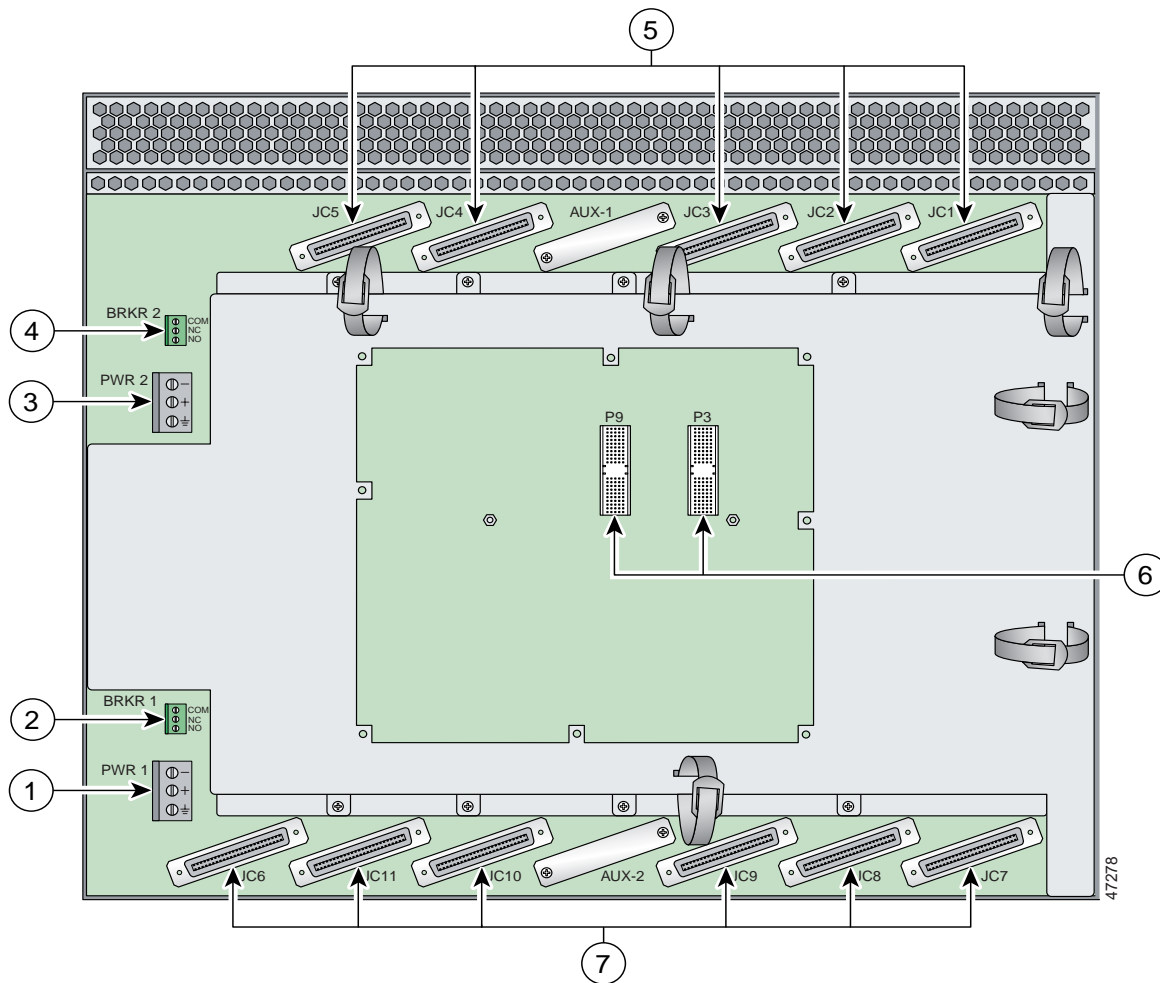 5
JC5
JC4
AUX-1
JC3
JC2
JC1
4
BRKR 2
COM
NC
NO
3
PWR 2
–
+
⏚
P9
P3
6
2
BRKR 1
COM
NC
NO
1
PWR 1
–
+
⏚
JC6
JC11
JC10
AUX-2
JC9
JC8
JC7
47278
7